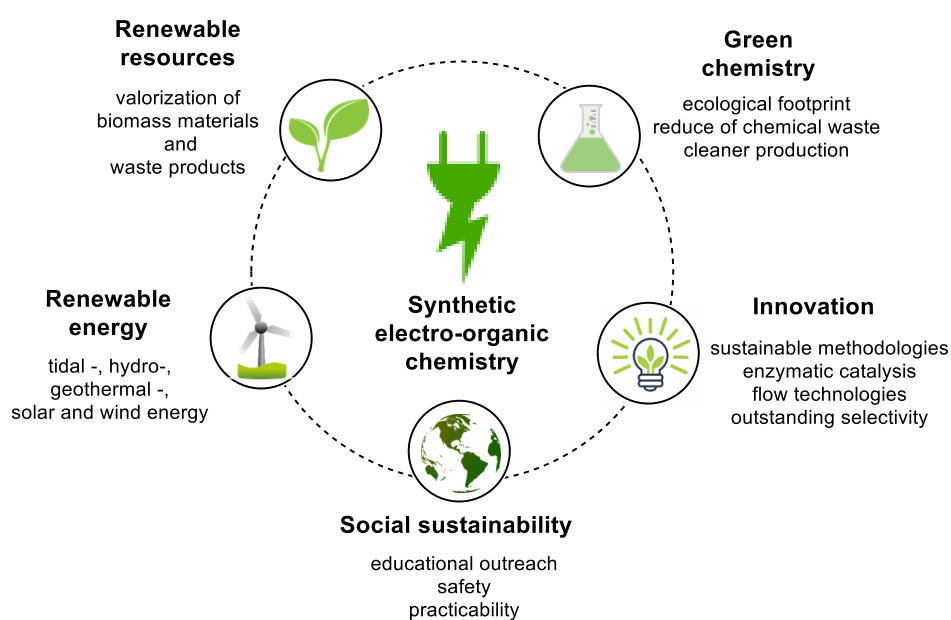 Renewable
resources
valorization of
biomass materials
and
waste products
Green
chemistry
ecological footprint
reduce of chemical waste
cleaner production
Synthetic
electro-organic
chemistry
Renewable
energy
tidal -, hydro-,
geothermal -,
solar and wind energy
Innovation
sustainable methodologies
enzymatic catalysis
flow technologies
outstanding selectivity
Social sustainability
educational outreach
safety
practicability